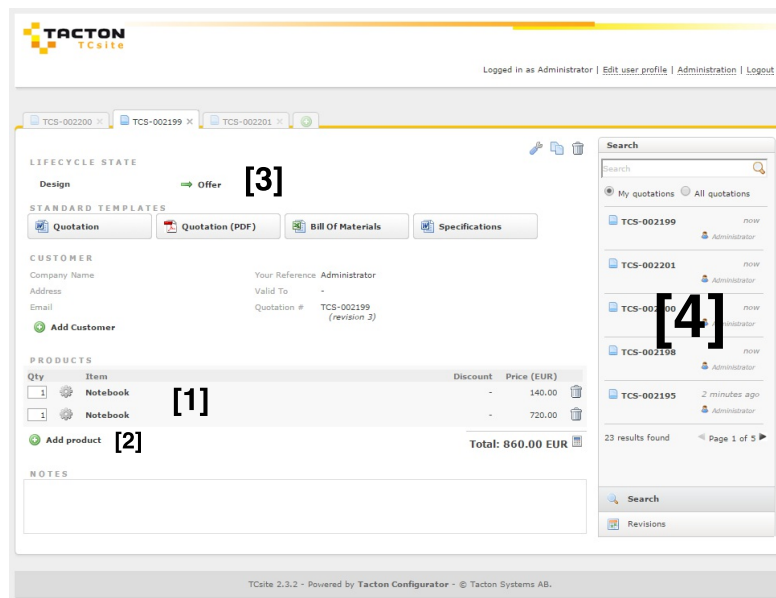 TACTON
TCsite
Logged in as Administrator | Edit user profile | Administration | Logout
TCS-002200 × TCS-002199 × TCS-002201 ×
LIFECYCLE STATE
Design Offer [3]
STANDARD TEMPLATES
Quotation Quotation (PDF) Bill Of Materials Specifications
CUSTOMER
Company Name Your Reference Administrator
Address Valid To -
Email Quotation # TCS-002199
(revision 3)
Add Customer
PRODUCTS
Qty Item Discount Price (EUR)
1 Notebook - 140.00
[1]
1 Notebook - 720.00
Add product [2]
Total: 860.00 EUR
NOTES
Search
Search
My quotations All quotations
TCS-002199 now
Administrator
TCS-002201 now
Administrator
[4]
now
Administrator
TCS-002198 now
Administrator
TCS-002195 2 minutes ago
Administrator
23 results found Page 1 of 5
Search
Revisions
TCsite 2.3.2 - Powered by Tacton Configurator - © Tacton Systems AB.